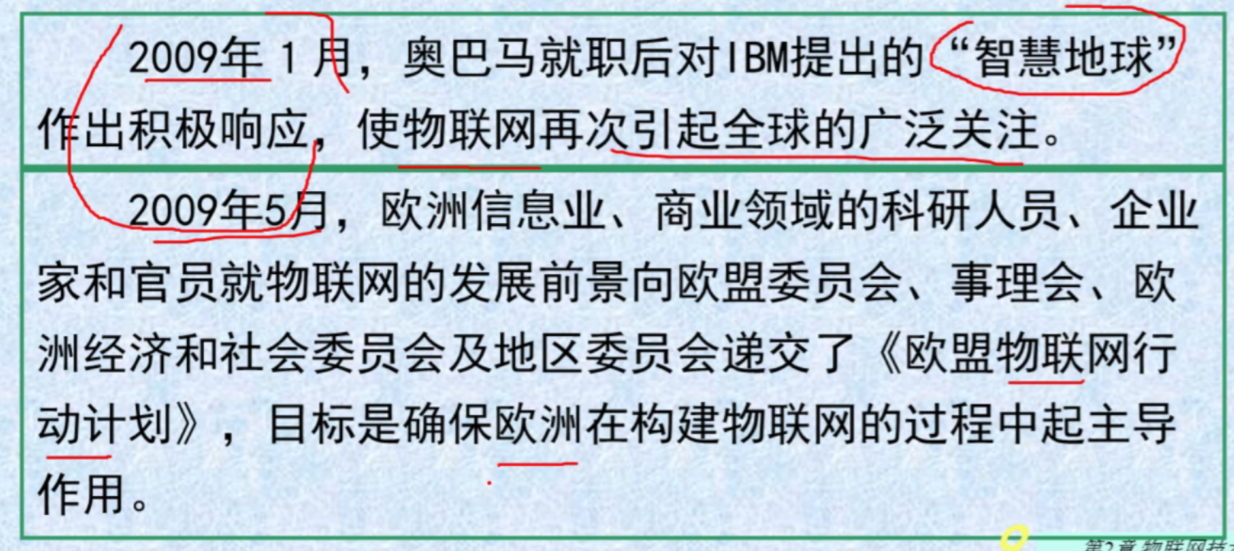 2009年1月，奥巴马就职后对IBM提出的“智慧地球”
作出积极响应，使物联网再次引起全球的广泛关注。
2009年5月，欧洲信息业、商业领域的科研人员、企业
家和官员就物联网的发展前景向欧盟委员会、事理会、欧
洲经济和社会委员会及地区委员会递交了《欧盟物联网行
动计划》，目标是确保欧洲在构建物联网的过程中起主导
作用。
第2章 物联网技